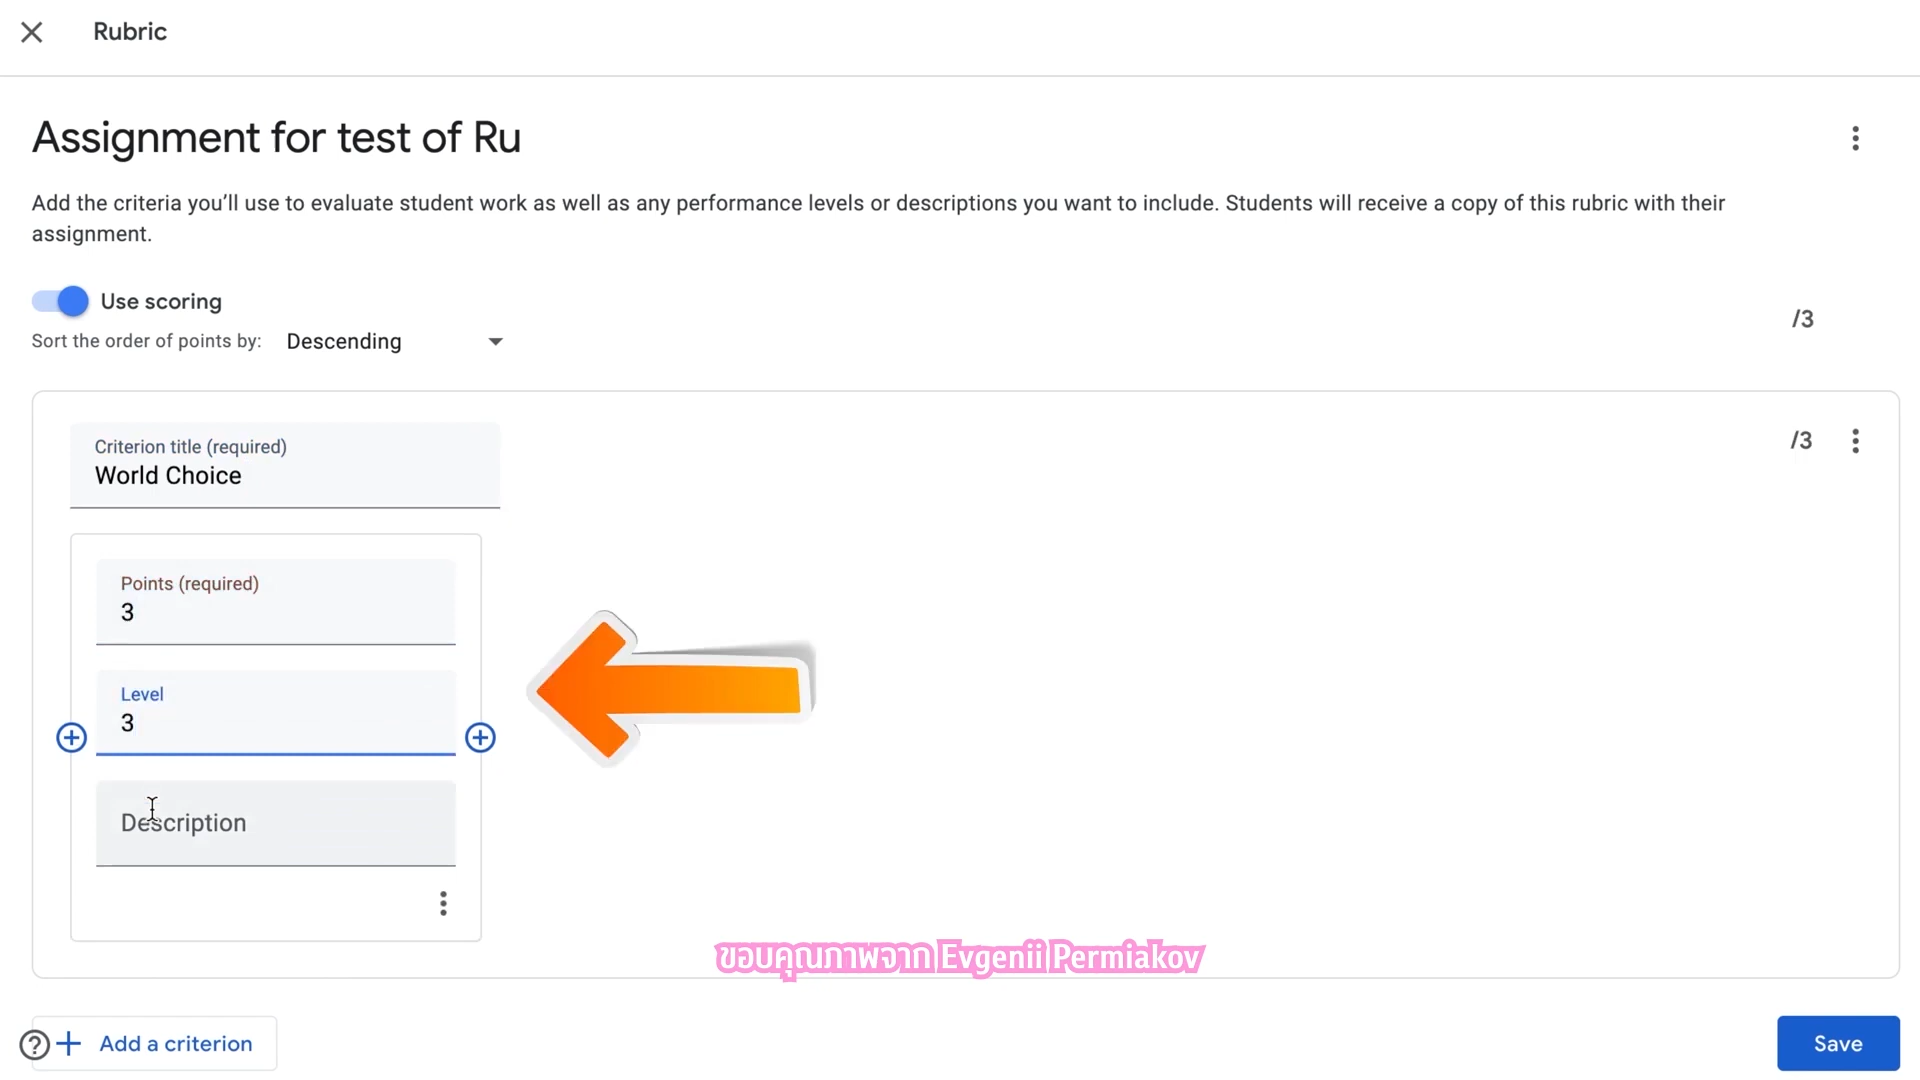 Rubric
Assignment for test of Ru
Add the criteria you’ll use to evaluate student work as well as any performance levels or descriptions you want to include. Students will receive a copy of this rubric with their
assignment.
Use scoring
Sort the order of points by: Descending
/3
Criterion title (required)
World Choice
/3
Points (required)
3
Level
3
Description
ขอบคุณภาพจาก Evgenii Permiakov
Add a criterion
Save